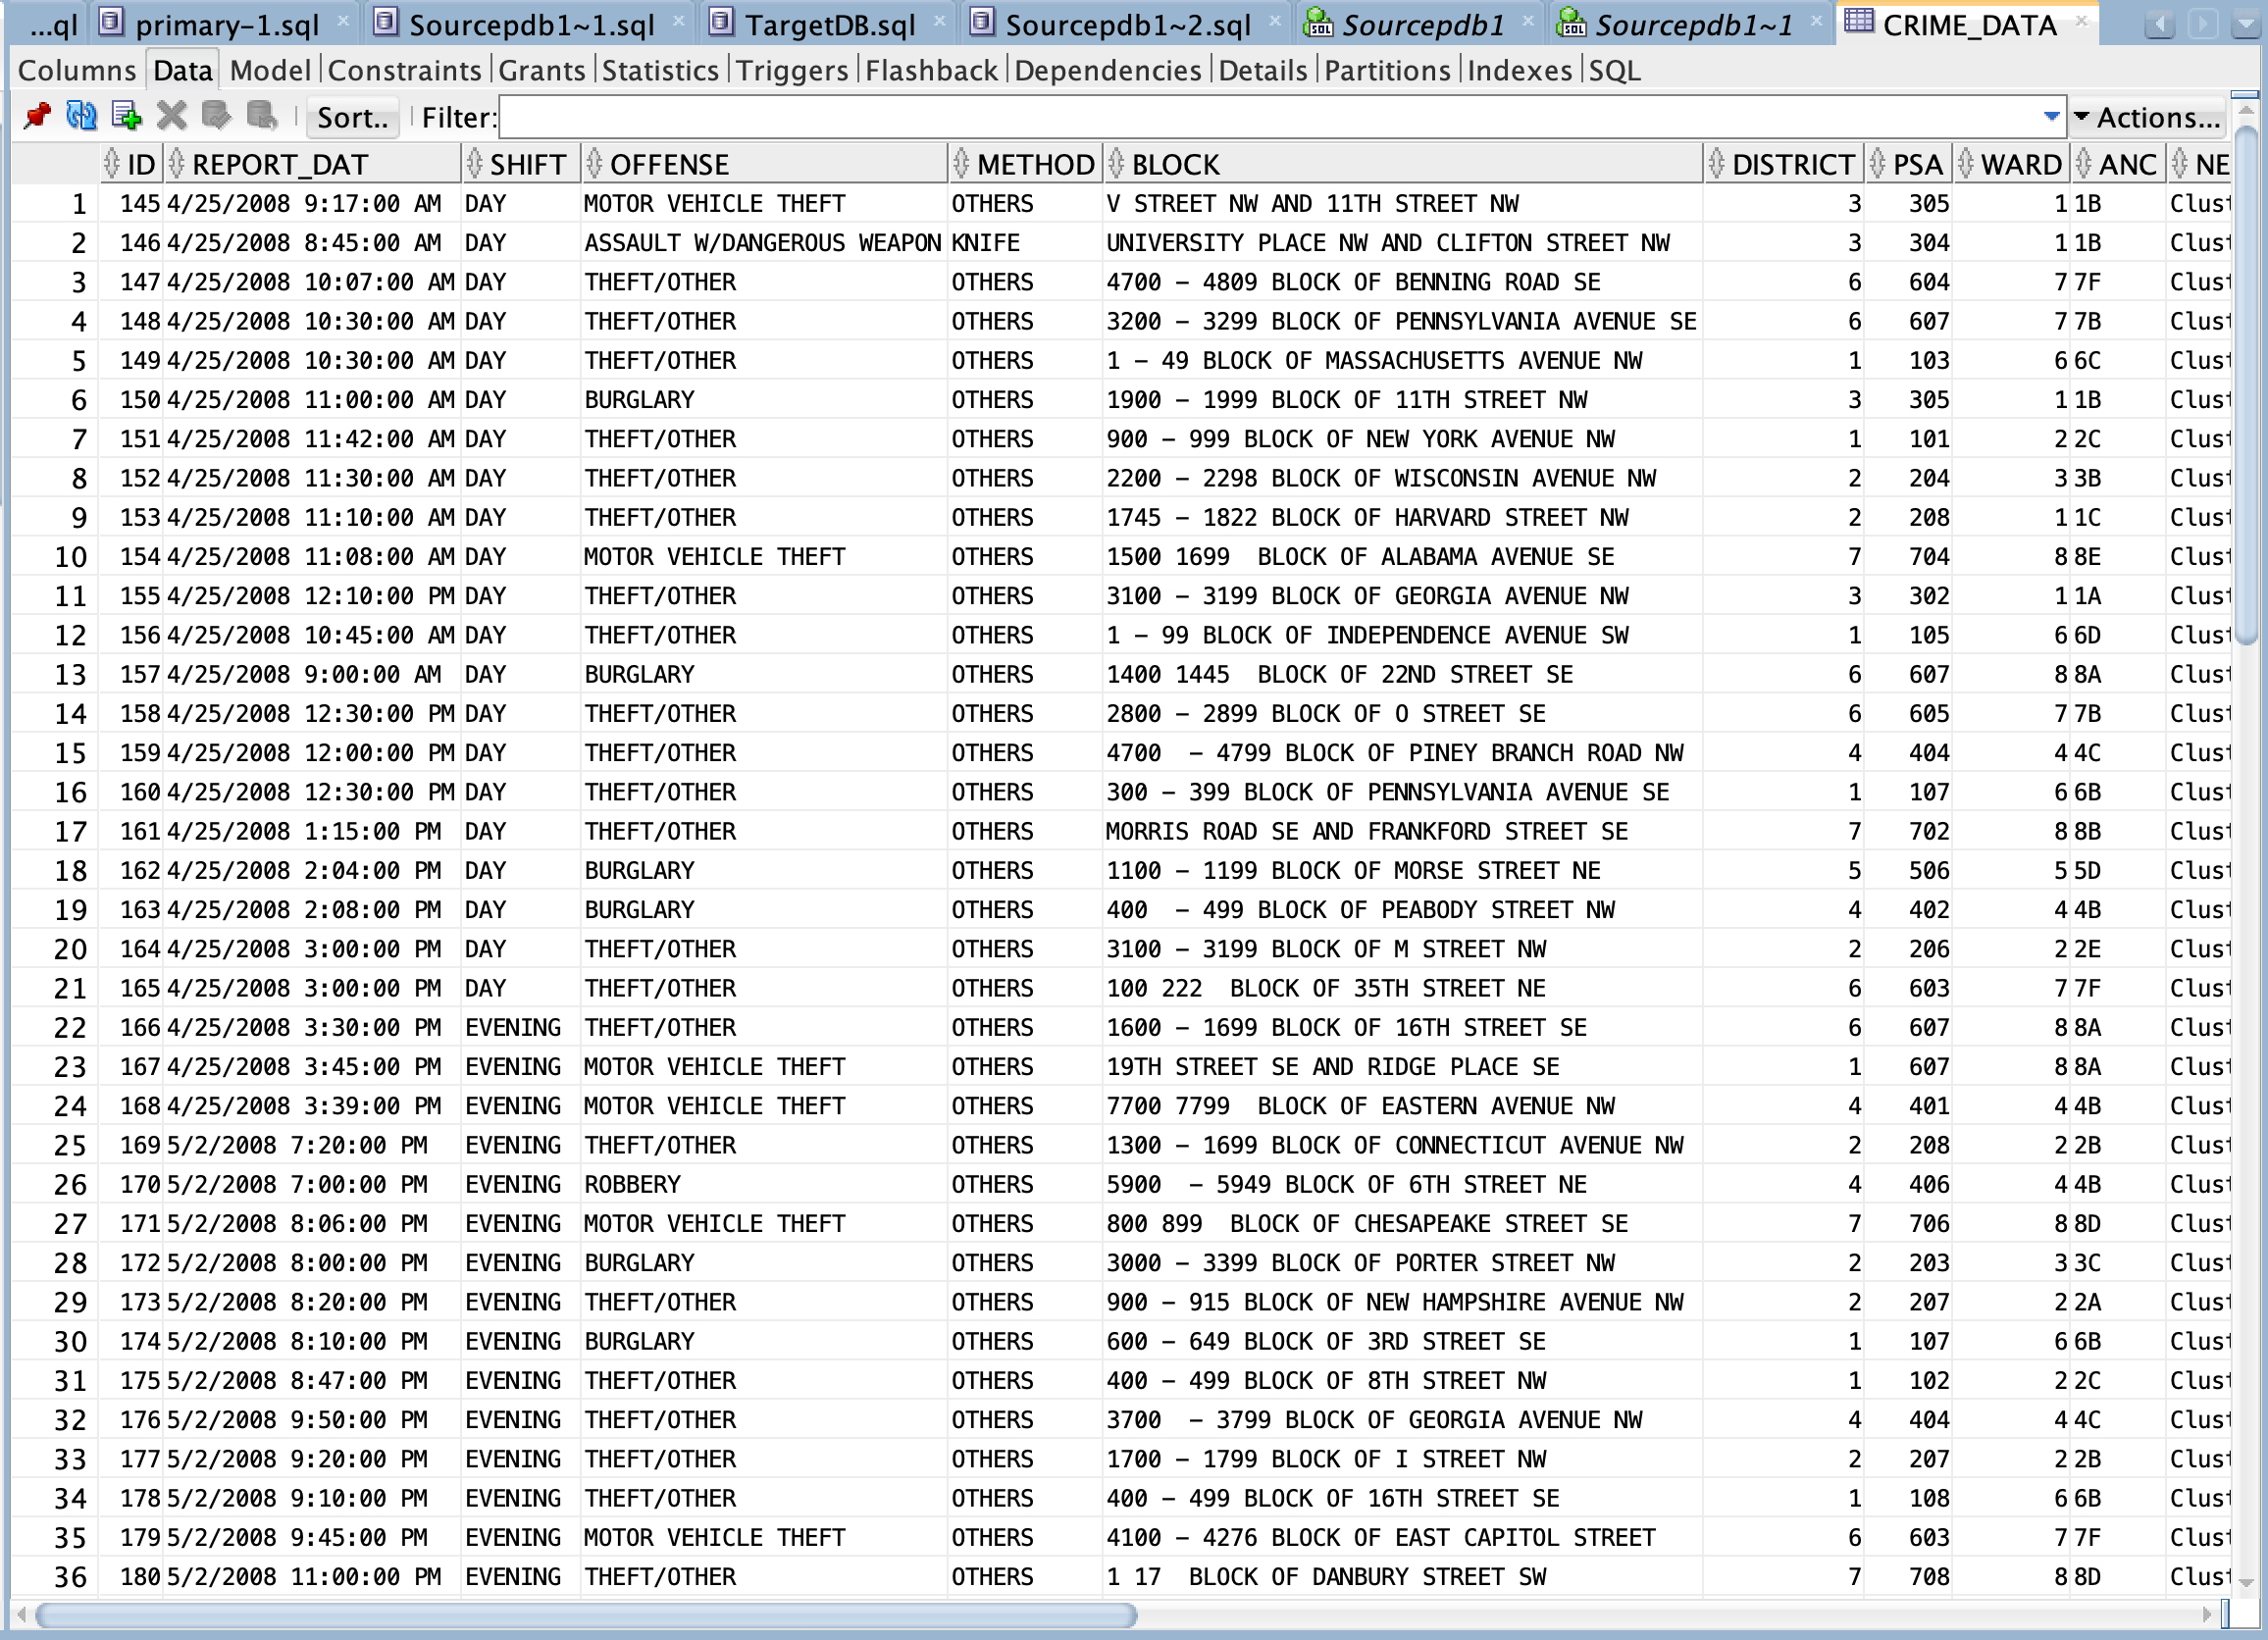 ...ql primary-1.sql Sourcepdb1~1.sql TargetDB.sql Sourcepdb1~2.sql Sourcepdb1 Sourcepdb1~1 CRIME_DATA
Columns Data Model Constraints Grants Statistics Triggers Flashback Dependencies Details Partitions Indexes SQL
Sort.. Filter: Actions...
ID REPORT_DAT SHIFT OFFENSE METHOD BLOCK DISTRICT PSA WARD ANC NE
1 145 4/25/2008 9:17:00 AM DAY MOTOR VEHICLE THEFT OTHERS V STREET NW AND 11TH STREET NW 3 305 1 1B Clust
2 146 4/25/2008 8:45:00 AM DAY ASSAULT W/DANGEROUS WEAPON KNIFE UNIVERSITY PLACE NW AND CLIFTON STREET NW 3 304 1 1B Clust
3 147 4/25/2008 10:07:00 AM DAY THEFT/OTHER OTHERS 4700 - 4809 BLOCK OF BENNING ROAD SE 6 604 7 7F Clust
4 148 4/25/2008 10:30:00 AM DAY THEFT/OTHER OTHERS 3200 - 3299 BLOCK OF PENNSYLVANIA AVENUE SE 6 607 7 7B Clust
5 149 4/25/2008 10:30:00 AM DAY THEFT/OTHER OTHERS 1 - 49 BLOCK OF MASSACHUSETTS AVENUE NW 1 103 6 6C Clust
6 150 4/25/2008 11:00:00 AM DAY BURGLARY OTHERS 1900 - 1999 BLOCK OF 11TH STREET NW 3 305 1 1B Clust
7 151 4/25/2008 11:42:00 AM DAY THEFT/OTHER OTHERS 900 - 999 BLOCK OF NEW YORK AVENUE NW 1 101 2 2C Clust
8 152 4/25/2008 11:30:00 AM DAY THEFT/OTHER OTHERS 2200 - 2298 BLOCK OF WISCONSIN AVENUE NW 2 204 3 3B Clust
9 153 4/25/2008 11:10:00 AM DAY THEFT/OTHER OTHERS 1745 - 1822 BLOCK OF HARVARD STREET NW 2 208 1 1C Clust
10 154 4/25/2008 11:08:00 AM DAY MOTOR VEHICLE THEFT OTHERS 1500 1699  BLOCK OF ALABAMA AVENUE SE 7 704 8 8E Clust
11 155 4/25/2008 12:10:00 PM DAY THEFT/OTHER OTHERS 3100 - 3199 BLOCK OF GEORGIA AVENUE NW 3 302 1 1A Clust
12 156 4/25/2008 10:45:00 AM DAY THEFT/OTHER OTHERS 1 - 99 BLOCK OF INDEPENDENCE AVENUE SW 1 105 6 6D Clust
13 157 4/25/2008 9:00:00 AM DAY BURGLARY OTHERS 1400 1445  BLOCK OF 22ND STREET SE 6 607 8 8A Clust
14 158 4/25/2008 12:30:00 PM DAY THEFT/OTHER OTHERS 2800 - 2899 BLOCK OF O STREET SE 6 605 7 7B Clust
15 159 4/25/2008 12:00:00 PM DAY THEFT/OTHER OTHERS 4700  - 4799 BLOCK OF PINEY BRANCH ROAD NW 4 404 4 4C Clust
16 160 4/25/2008 12:30:00 PM DAY THEFT/OTHER OTHERS 300 - 399 BLOCK OF PENNSYLVANIA AVENUE SE 1 107 6 6B Clust
17 161 4/25/2008 1:15:00 PM DAY THEFT/OTHER OTHERS MORRIS ROAD SE AND FRANKFORD STREET SE 7 702 8 8B Clust
18 162 4/25/2008 2:04:00 PM DAY BURGLARY OTHERS 1100 - 1199 BLOCK OF MORSE STREET NE 5 506 5 5D Clust
19 163 4/25/2008 2:08:00 PM DAY BURGLARY OTHERS 400  - 499 BLOCK OF PEABODY STREET NW 4 402 4 4B Clust
20 164 4/25/2008 3:00:00 PM DAY THEFT/OTHER OTHERS 3100 - 3199 BLOCK OF M STREET NW 2 206 2 2E Clust
21 165 4/25/2008 3:00:00 PM DAY THEFT/OTHER OTHERS 100 222  BLOCK OF 35TH STREET NE 6 603 7 7F Clust
22 166 4/25/2008 3:30:00 PM EVENING THEFT/OTHER OTHERS 1600 - 1699 BLOCK OF 16TH STREET SE 6 607 8 8A Clust
23 167 4/25/2008 3:45:00 PM EVENING MOTOR VEHICLE THEFT OTHERS 19TH STREET SE AND RIDGE PLACE SE 1 607 8 8A Clust
24 168 4/25/2008 3:39:00 PM EVENING MOTOR VEHICLE THEFT OTHERS 7700 7799  BLOCK OF EASTERN AVENUE NW 4 401 4 4B Clust
25 169 5/2/2008 7:20:00 PM EVENING THEFT/OTHER OTHERS 1300 - 1699 BLOCK OF CONNECTICUT AVENUE NW 2 208 2 2B Clust
26 170 5/2/2008 7:00:00 PM EVENING ROBBERY OTHERS 5900  - 5949 BLOCK OF 6TH STREET NE 4 406 4 4B Clust
27 171 5/2/2008 8:06:00 PM EVENING MOTOR VEHICLE THEFT OTHERS 800 899  BLOCK OF CHESAPEAKE STREET SE 7 706 8 8D Clust
28 172 5/2/2008 8:00:00 PM EVENING BURGLARY OTHERS 3000 - 3399 BLOCK OF PORTER STREET NW 2 203 3 3C Clust
29 173 5/2/2008 8:20:00 PM EVENING THEFT/OTHER OTHERS 900 - 915 BLOCK OF NEW HAMPSHIRE AVENUE NW 2 207 2 2A Clust
30 174 5/2/2008 8:10:00 PM EVENING BURGLARY OTHERS 600 - 649 BLOCK OF 3RD STREET SE 1 107 6 6B Clust
31 175 5/2/2008 8:47:00 PM EVENING THEFT/OTHER OTHERS 400 - 499 BLOCK OF 8TH STREET NW 1 102 2 2C Clust
32 176 5/2/2008 9:50:00 PM EVENING THEFT/OTHER OTHERS 3700  - 3799 BLOCK OF GEORGIA AVENUE NW 4 404 4 4C Clust
33 177 5/2/2008 9:20:00 PM EVENING THEFT/OTHER OTHERS 1700 - 1799 BLOCK OF I STREET NW 2 207 2 2B Clust
34 178 5/2/2008 9:10:00 PM EVENING THEFT/OTHER OTHERS 400 - 499 BLOCK OF 16TH STREET SE 1 108 6 6B Clust
35 179 5/2/2008 9:45:00 PM EVENING MOTOR VEHICLE THEFT OTHERS 4100 - 4276 BLOCK OF EAST CAPITOL STREET 6 603 7 7F Clust
36 180 5/2/2008 11:00:00 PM EVENING THEFT/OTHER OTHERS 1 17  BLOCK OF DANBURY STREET SW 7 708 8 8D Clust